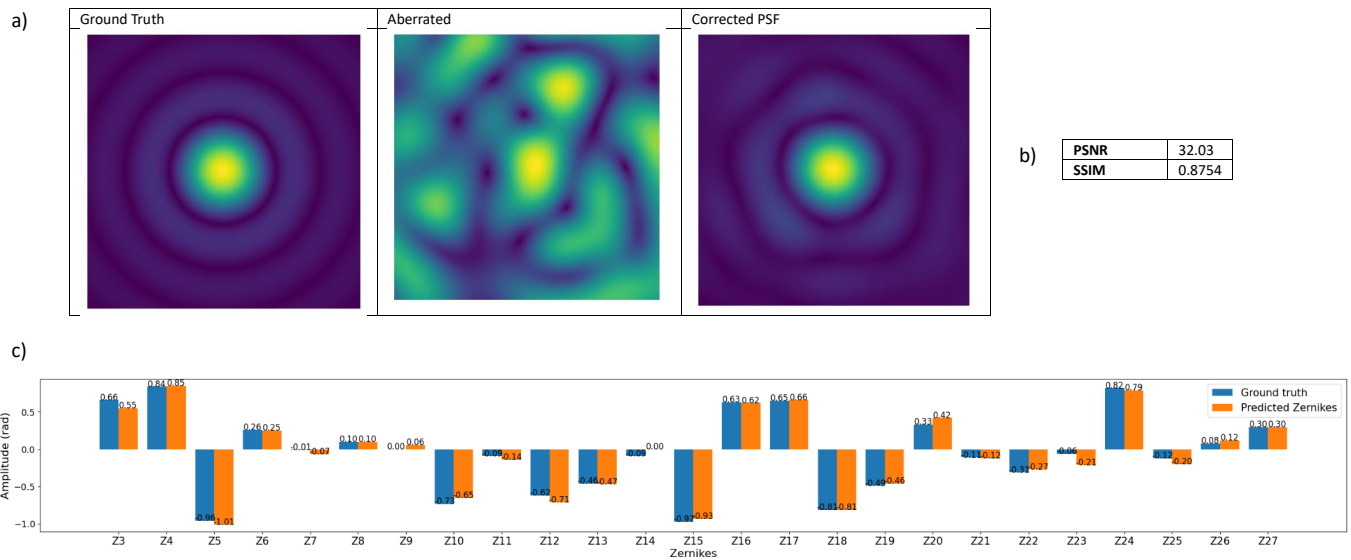 a)
Ground Truth
Aberrated
Corrected PSF
b)
PSNR 32.03
SSIM 0.8754
c)
Amplitude (rad)
0.5
0.0
−0.5
−1.0
0.66 0.55 0.84 0.85 -0.96 -1.01 0.26 0.25 -0.01 -0.07 0.10 0.10 0.00 0.06 -0.73 -0.65 -0.09 -0.14 -0.62 -0.71 -0.46 -0.47 -0.09 0.00 -0.97 -0.93 0.63 0.62 0.65 0.66 -0.81 -0.81 -0.49 -0.46 0.33 0.42 -0.11 -0.12 -0.31 -0.27 -0.06 -0.21 0.82 0.79 -0.12 -0.20 0.08 0.12 0.30 0.30
Ground truth
Predicted Zernikes
Z3 Z4 Z5 Z6 Z7 Z8 Z9 Z10 Z11 Z12 Z13 Z14 Z15 Z16 Z17 Z18 Z19 Z20 Z21 Z22 Z23 Z24 Z25 Z26 Z27
Zernikes